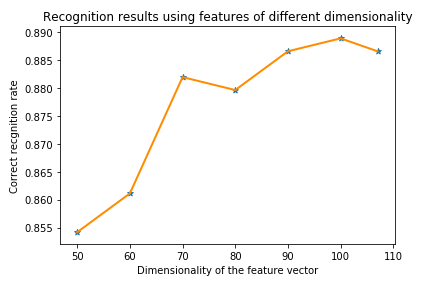 Recognition results using features of different dimensionality
0.890
0.885
0.880
0.875
0.870
0.865
0.860
0.855
Correct recgnition rate
50 60 70 80 90 100 110
Dimensionality of the feature vector